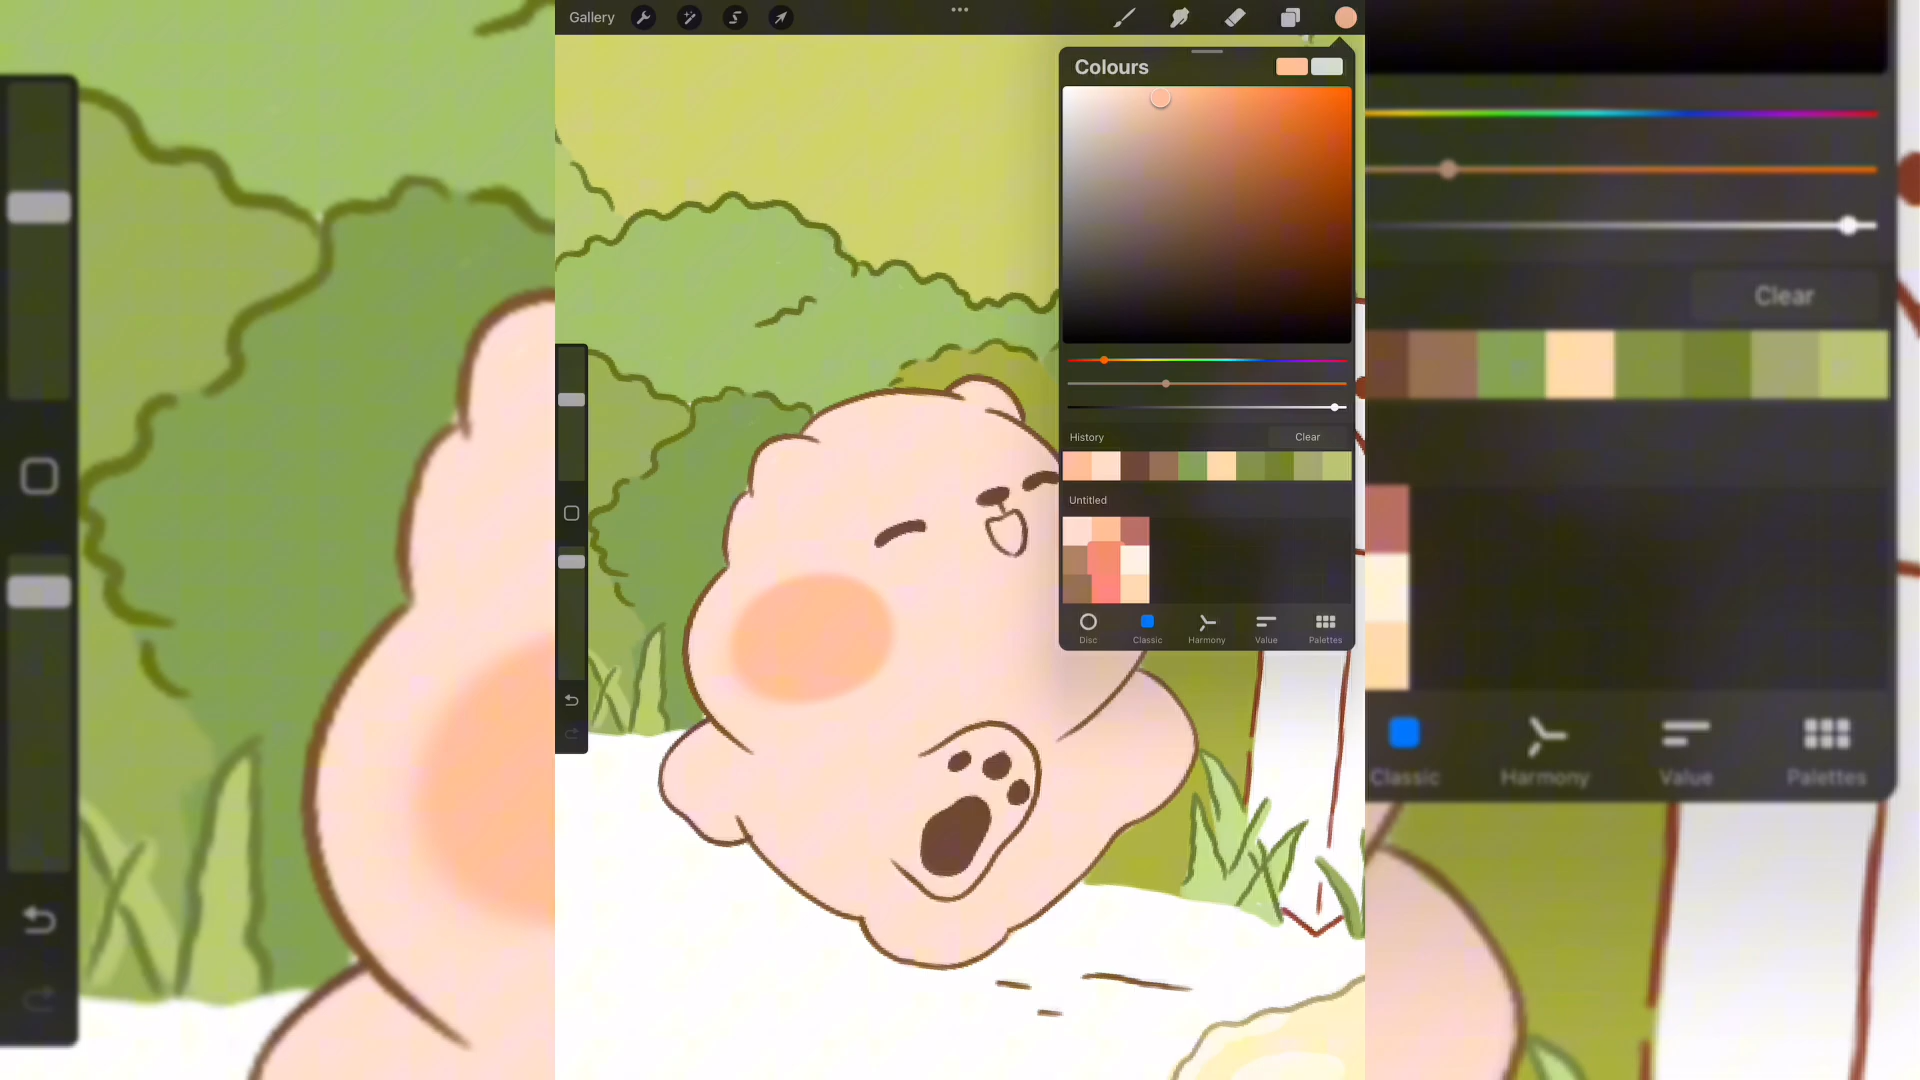 Gallery
Colours
History
Clear
Untitled
Disc
Classic
Harmony
Value
Palettes
Clear
Classic
Harmony
Value
Palettes